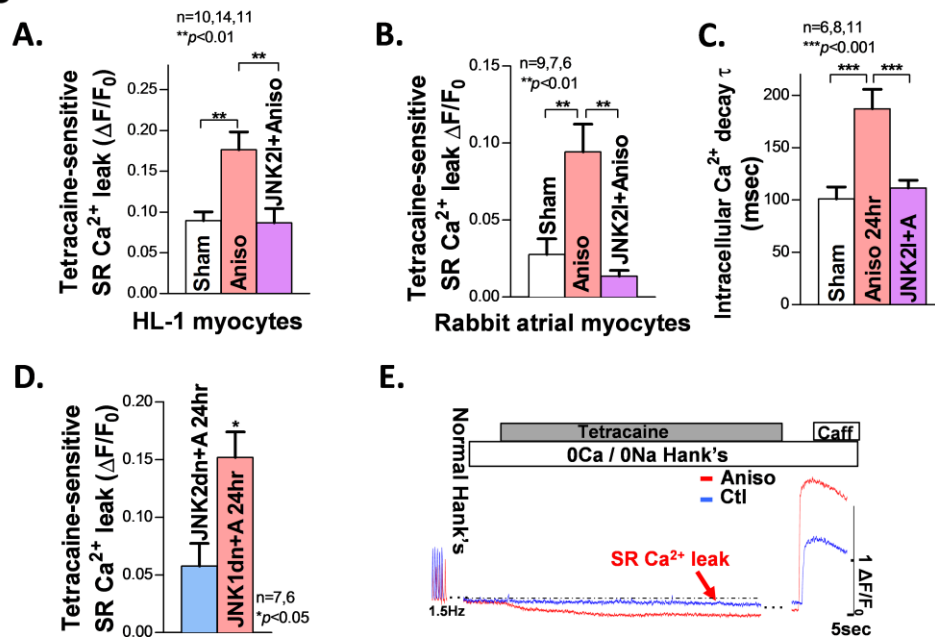 A.
n=10,14,11
**p<0.01
Tetracaine-sensitive
SR Ca²⁺ leak (ΔF/F₀)
0.25
0.20
0.15
0.10
0.05
0.00
**
**
Sham
Aniso
JNK2I+Aniso
HL-1 myocytes
B.
n=9,7,6
**p<0.01
Tetracaine-sensitive
SR Ca²⁺ leak ΔF/F₀
0.15
0.10
0.05
0.00
**
**
Sham
Aniso
JNK2I+Aniso
Rabbit atrial myocytes
C.
n=6,8,11
***p<0.001
Intracellular Ca²⁺ decay τ
(msec)
200
150
100
50
0
***
***
Sham
Aniso 24hr
JNK2I+A
D.
Tetracaine-sensitive
SR Ca²⁺ leak (ΔF/F₀)
0.20
0.15
0.10
0.05
0.00
JNK2dn+A 24hr
JNK1dn+A 24hr
*
n=7,6
*p<0.05
E.
Normal Hank's
Tetracaine
Caff
0Ca / 0Na Hank's
Aniso
Ctl
SR Ca²⁺ leak
1.5Hz
1 ΔF/F₀
5sec